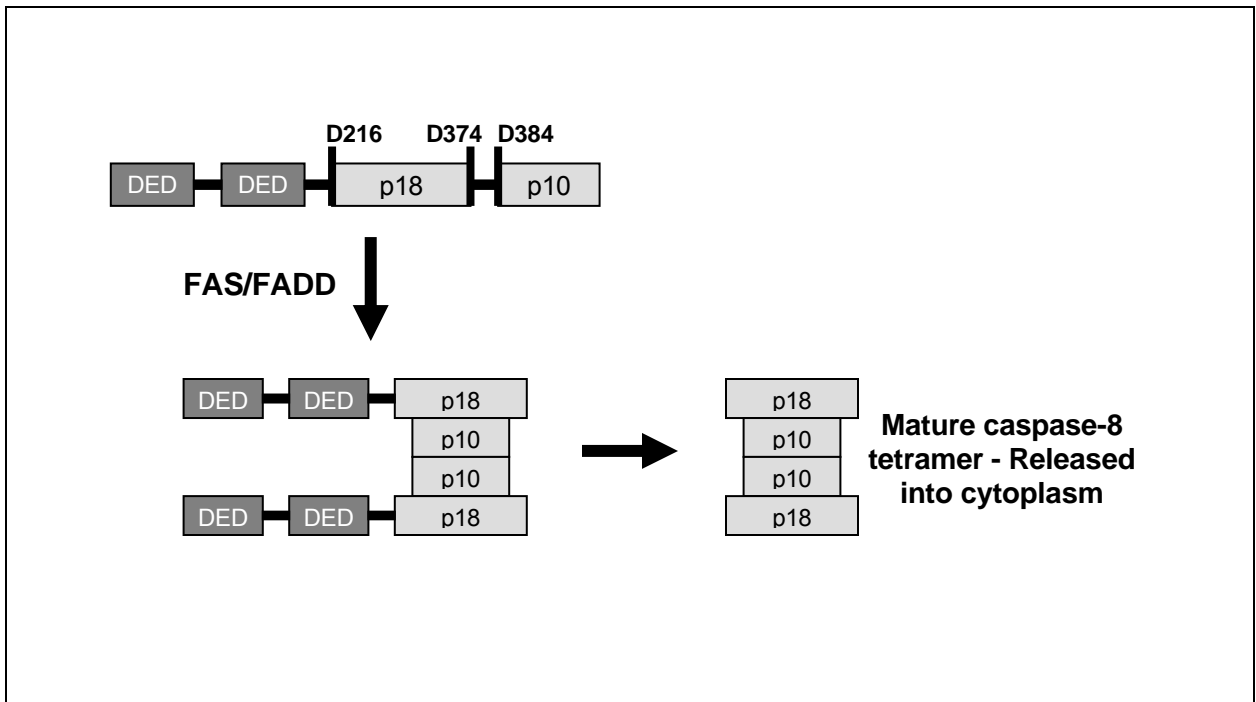 D216 D374 D384
DED DED p18 p10
FAS/FADD
DED DED p18
p10
p10
DED DED p18
p18
p10
p10
p18
Mature caspase-8
tetramer - Released
into cytoplasm